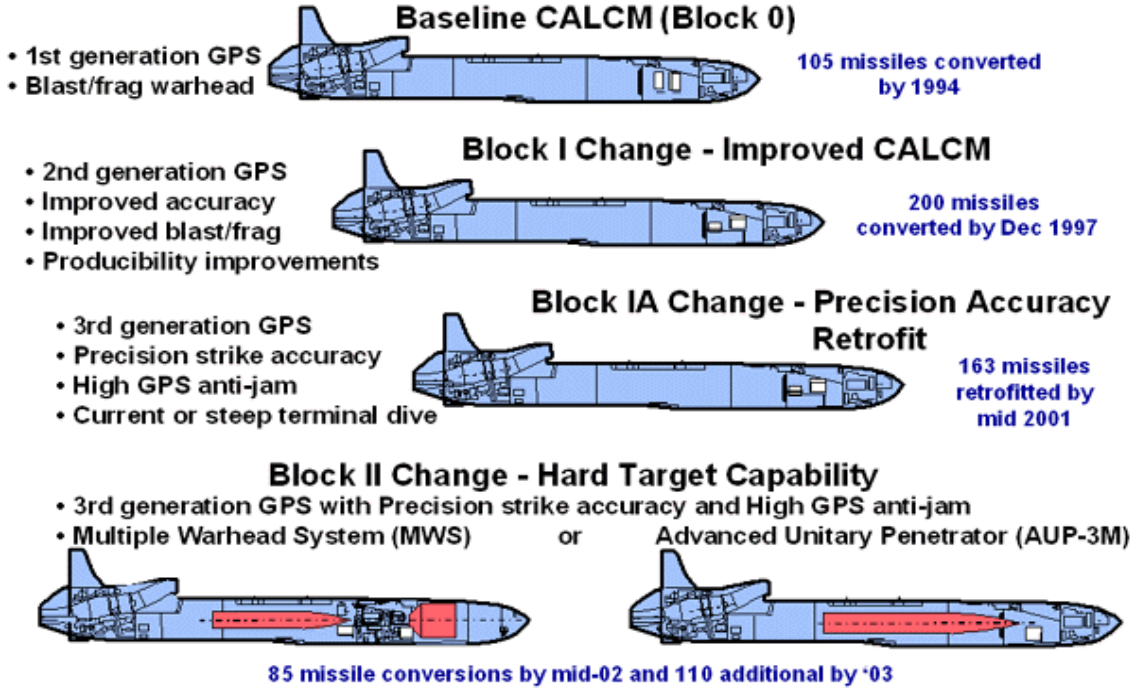 Baseline CALCM (Block 0)
• 1st generation GPS
• Blast/frag warhead
105 missiles converted
by 1994
Block I Change - Improved CALCM
• 2nd generation GPS
• Improved accuracy
• Improved blast/frag
• Producibility improvements
200 missiles
converted by Dec 1997
Block IA Change - Precision Accuracy
Retrofit
• 3rd generation GPS
• Precision strike accuracy
• High GPS anti-jam
• Current or steep terminal dive
163 missiles
retrofitted by
mid 2001
Block II Change - Hard Target Capability
• 3rd generation GPS with Precision strike accuracy and High GPS anti-jam
• Multiple Warhead System (MWS) or Advanced Unitary Penetrator (AUP-3M)
85 missile conversions by mid-02 and 110 additional by ‘03